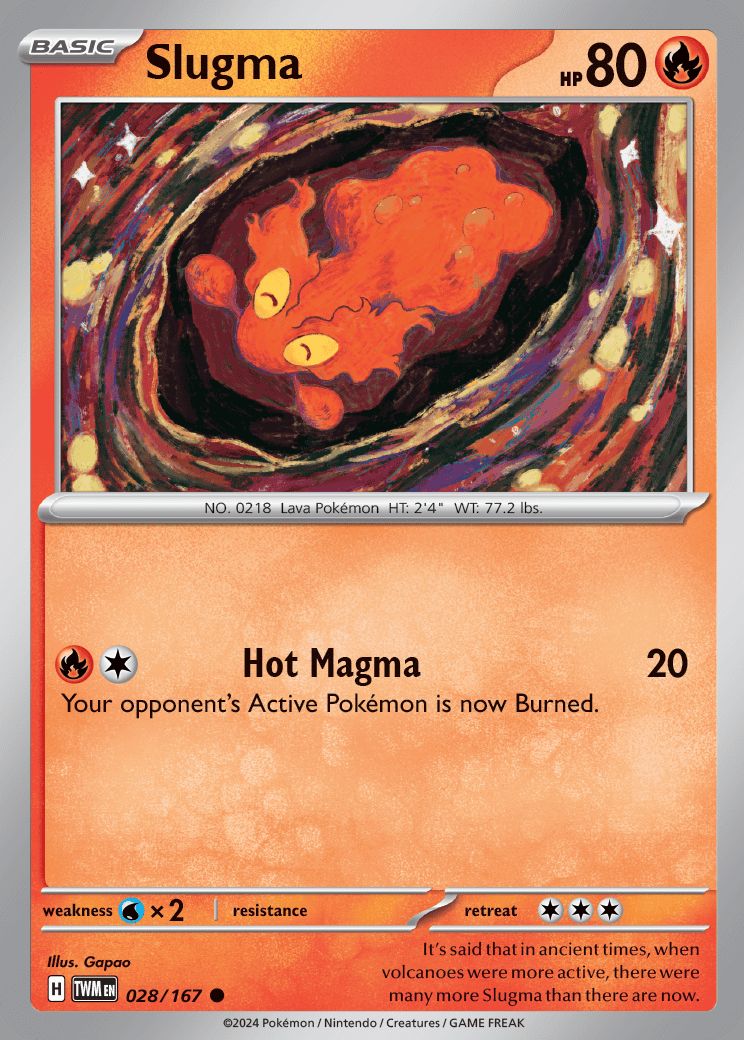 BASIC
Slugma
HP 80
NO. 0218 Lava Pokémon HT: 2'4" WT: 77.2 lbs.
Hot Magma 20
Your opponent's Active Pokémon is now Burned.
weakness ×2 resistance retreat
It's said that in ancient times, when
volcanoes were more active, there were
many more Slugma than there are now.
Illus. Gapao
H TWM EN 028/167
©2024 Pokémon / Nintendo / Creatures / GAME FREAK